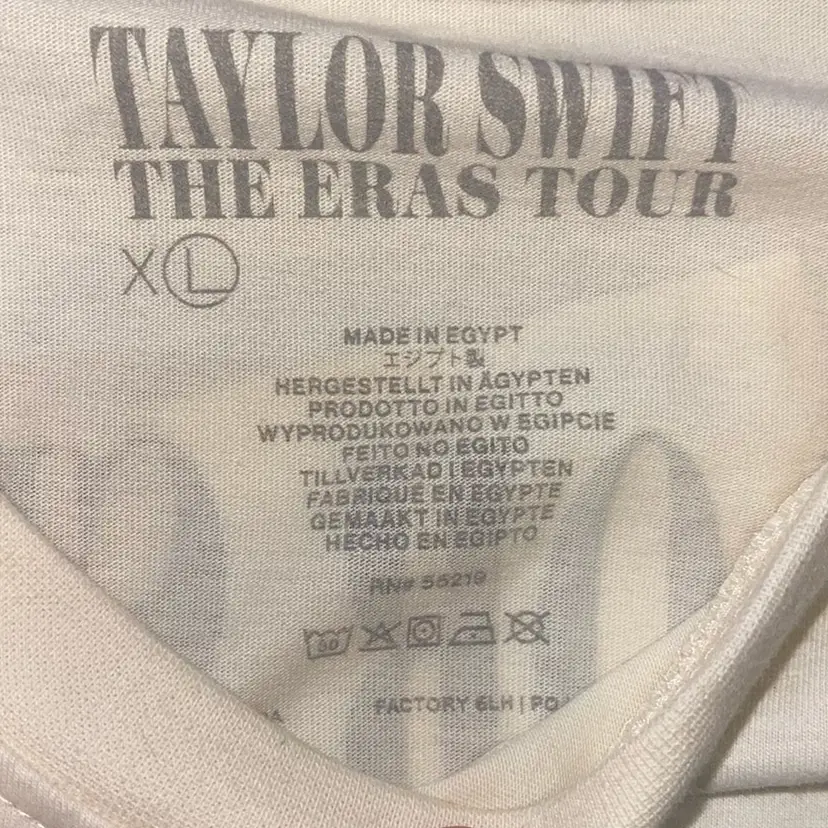 TAYLOR SWIFT
THE ERAS TOUR
XL
MADE IN EGYPT
エジプト製
HERGESTELLT IN ÄGYPTEN
PRODOTTO IN EGITTO
WYPRODUKOWANO W EGIPCIE
FEITO NO EGITO
TILLVERKAD I EGYPTEN
FABRIQUÉ EN EGYPTE
GEMAAKT IN EGYPTE
HECHO EN EGIPTO
RN# 55219
FACTORY 6LH | PO